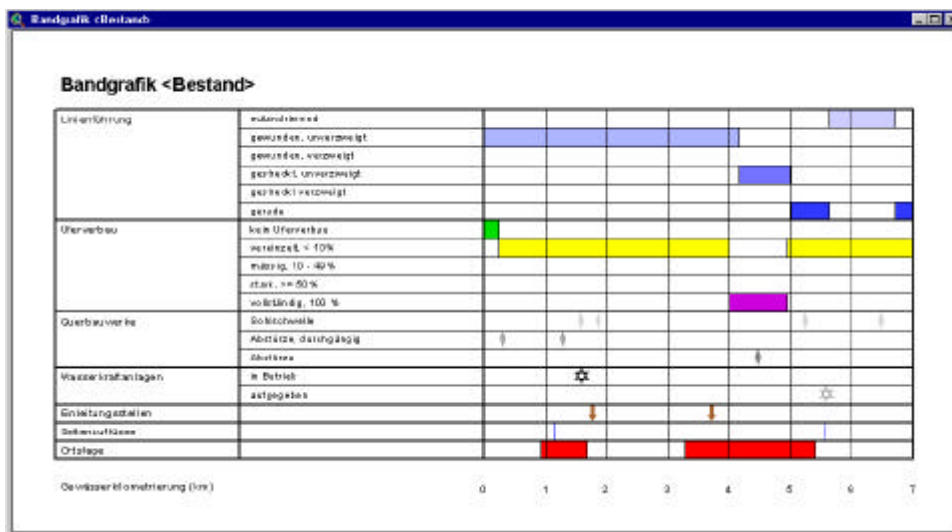 Bandgrafik <Bestand>
Bandgrafik <Bestand>
Linienführung
mäandrierend
gewunden, unverzweigt
gewunden, verzweigt
gestreckt, unverzweigt
gestreckt verzweigt
gerade
Uferverbau
kein Uferverbau
vereinzelt, < 10%
mässig, 10 - 49 %
stark, >= 50 %
vollständig, 100 %
Querbauwerke
Sohlschwelle
Abstürze, durchgängig
Abstürze
Wasserkraftanlagen
in Betrieb
aufgegeben
Einleitungsstellen
Seitenzuflüsse
Ortslage
Gewässerkilometrierung (km)
0 1 2 3 4 5 6 7